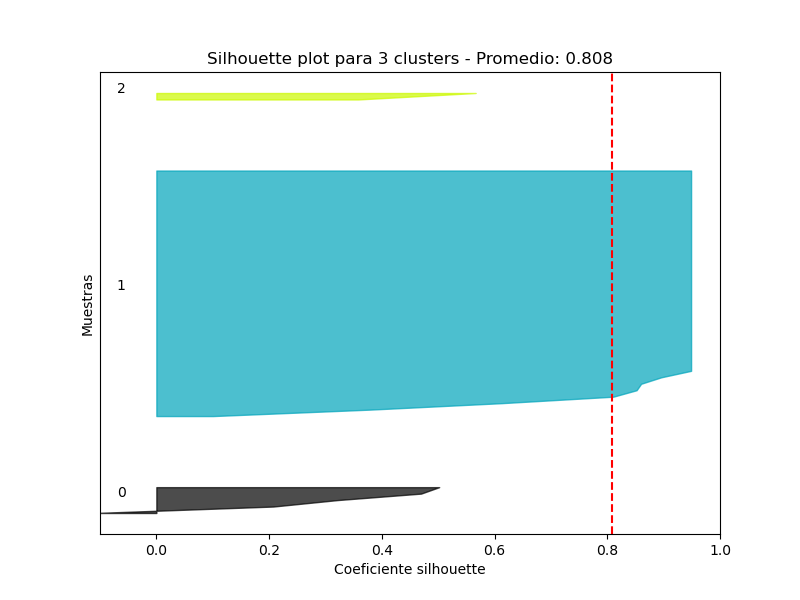 Silhouette plot para 3 clusters - Promedio: 0.808
2
1
0
Muestras
0.0 0.2 0.4 0.6 0.8 1.0
Coeficiente silhouette